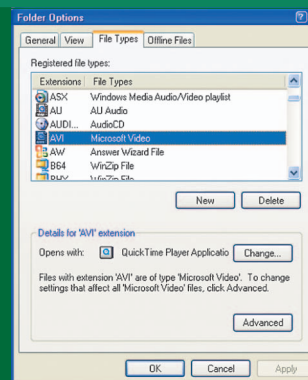 Folder Options
General View File Types Offline Files
Registered file types:
Extensions File Types
ASX Windows Media Audio/Video playlist
AU AU Audio
AUDI... AudioCD
AVI Microsoft Video
AW Answer Wizard File
B64 WinZip File
BHX WinZip File
New Delete
Details for 'AVI' extension
Opens with: QuickTime Player Applicatio Change...
Files with extension 'AVI' are of type 'Microsoft Video'. To change
settings that affect all 'Microsoft Video' files, click Advanced.
Advanced
OK Cancel Apply